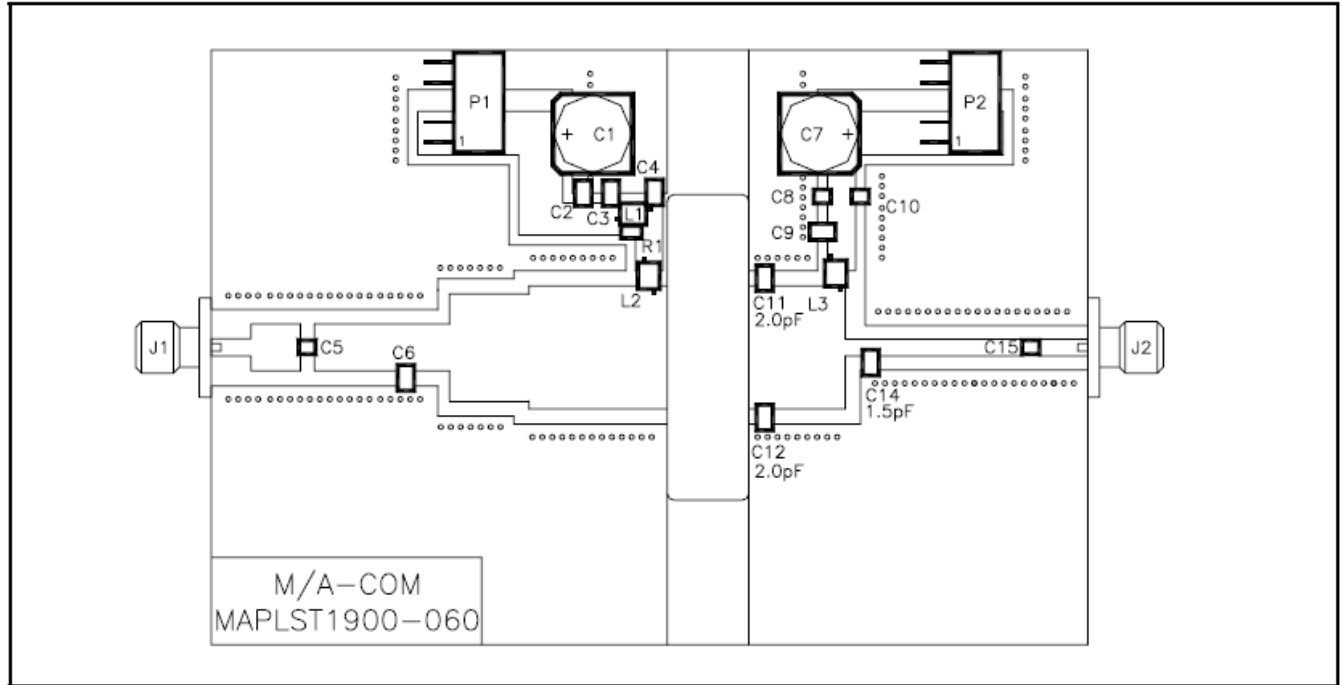 P1
1
+ C1
C7 +
P2
1
C4
C2
C3
L1
C8
C10
C9
R1
L2
C11
2.0pF
L3
J1
C5
C6
C15
J2
C14
1.5pF
C12
2.0pF
M/A-COM
MAPLST1900-060